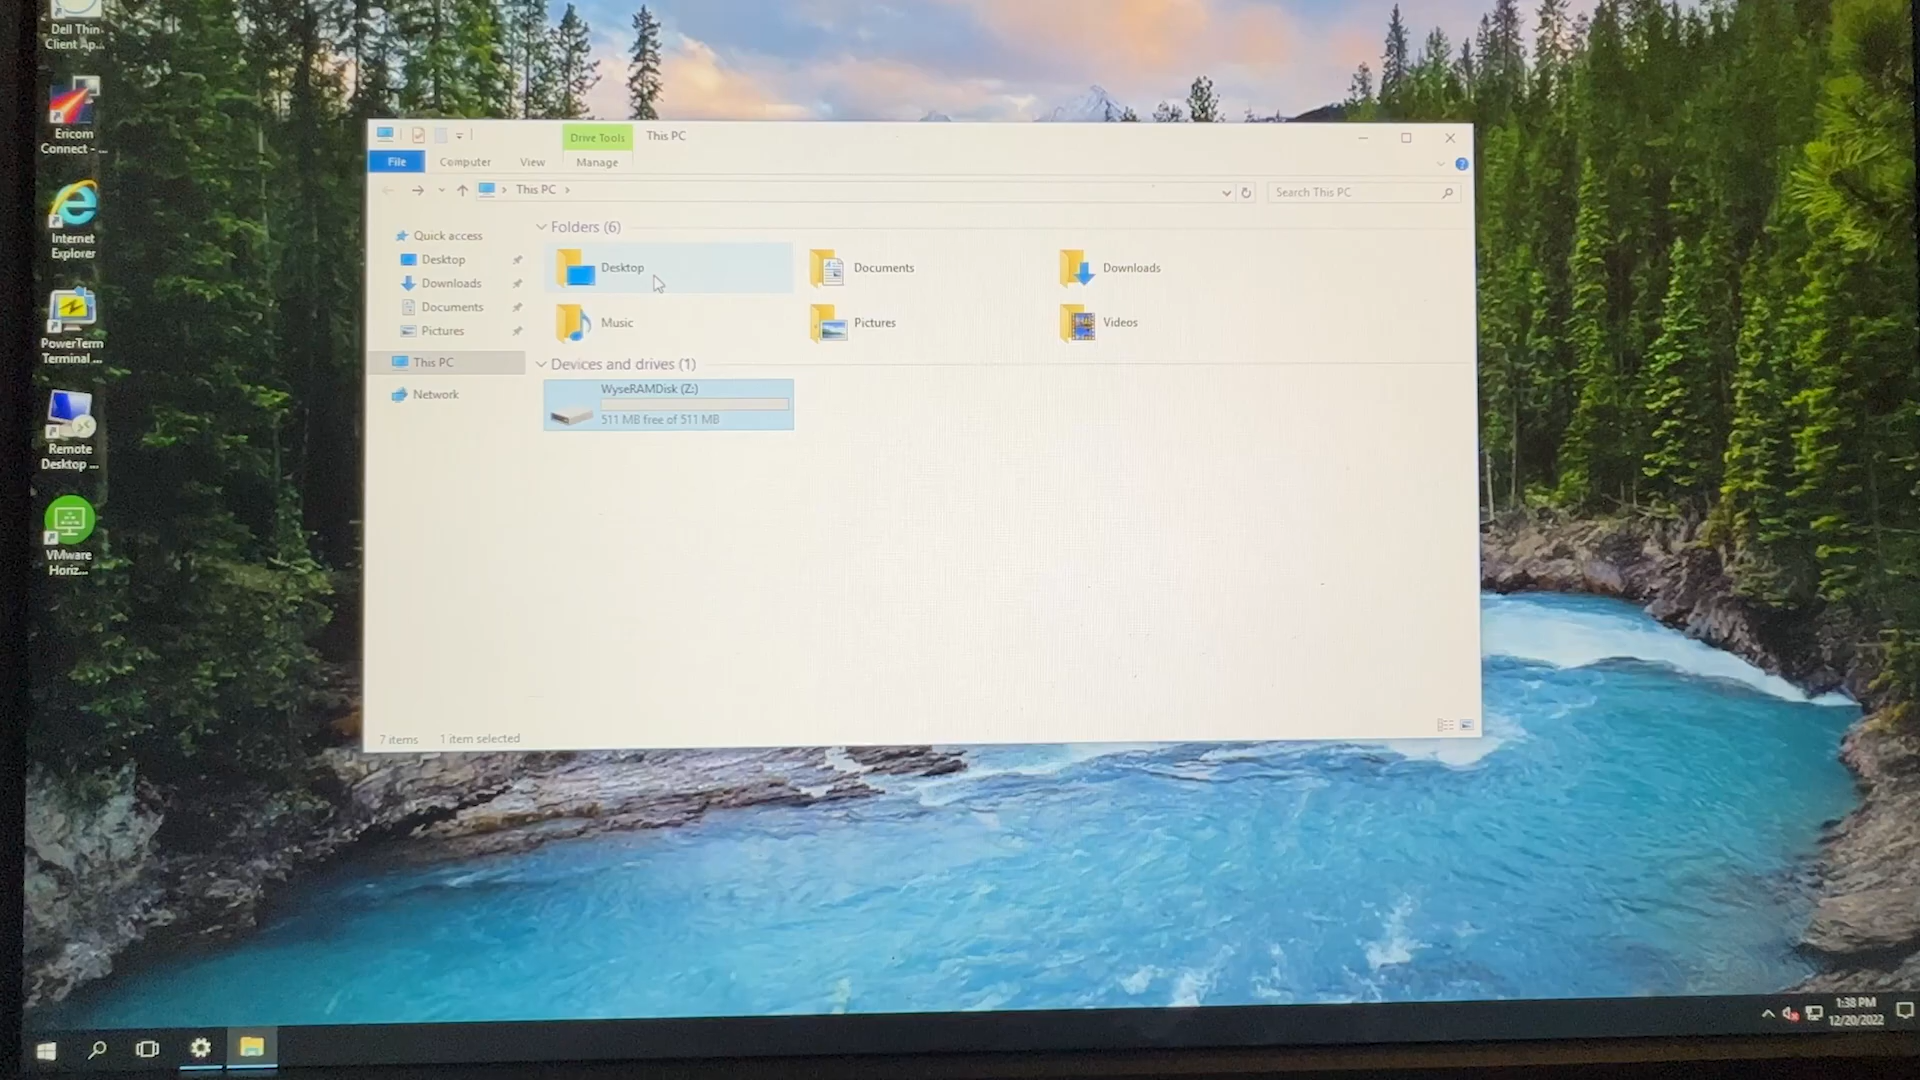 Dell Thin
Client Ap...
Ericom
Connect - ...
Internet
Explorer
PowerTerm
Terminal ...
Remote
Desktop ...
VMware
Horiz...
Drive Tools
This PC
File
Computer
View
Manage
This PC
Search This PC
Quick access
Desktop
Downloads
Documents
Pictures
This PC
Network
Folders (6)
Desktop
Documents
Downloads
Music
Pictures
Videos
Devices and drives (1)
WyseRAMDisk (Z:)
511 MB free of 511 MB
7 items
1 item selected
1:38 PM
12/20/2022